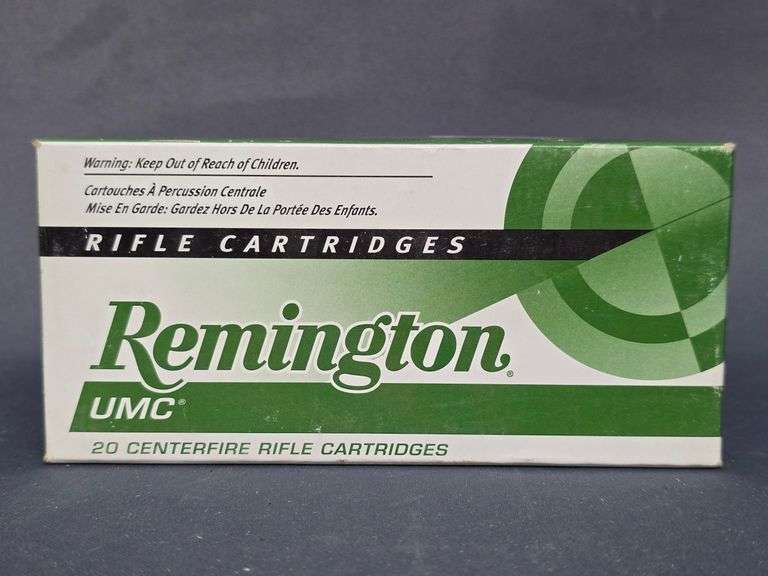 Warning: Keep Out of Reach of Children.
Cartouches À Percussion Centrale
Mise En Garde: Gardez Hors De La Portée Des Enfants.
RIFLE CARTRIDGES
Remington®
UMC®
20 CENTERFIRE RIFLE CARTRIDGES